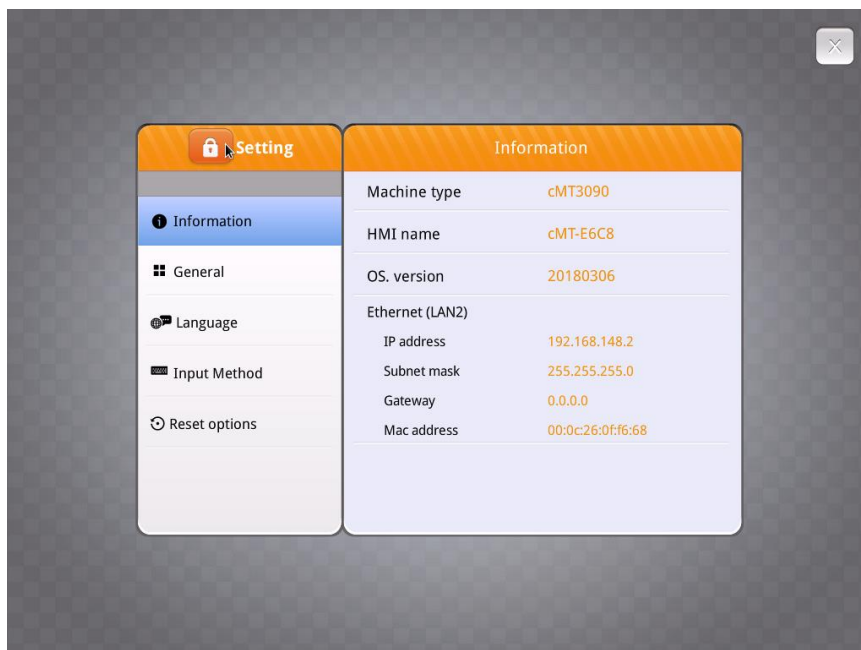 Setting
Information
General
Language
Input Method
Reset options
Information
Machine type cMT3090
HMI name cMT-E6C8
OS. version 20180306
Ethernet (LAN2)
IP address 192.168.148.2
Subnet mask 255.255.255.0
Gateway 0.0.0.0
Mac address 00:0c:26:0f:f6:68